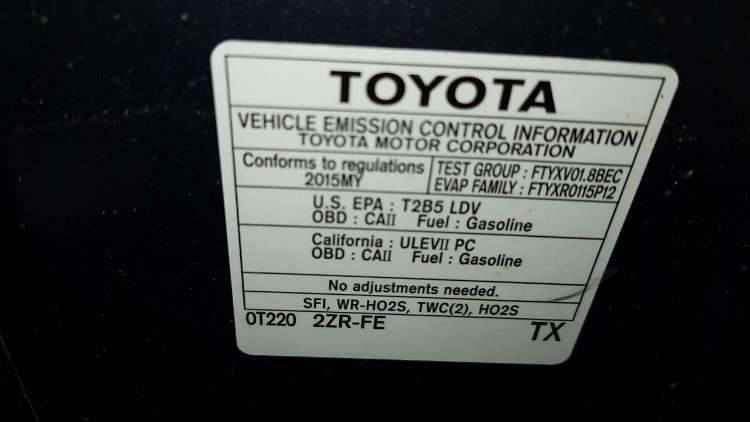 TOYOTA
VEHICLE EMISSION CONTROL INFORMATION
TOYOTA MOTOR CORPORATION
Conforms to regulations
2015MY
TEST GROUP : FTYXV01.8BEC
EVAP FAMILY : FTYXR0115P12
U.S. EPA : T2B5 LDV
OBD : CAII Fuel : Gasoline
California : ULEVII PC
OBD : CAII Fuel : Gasoline
No adjustments needed.
SFI, WR-HO2S, TWC(2), HO2S
0T220 2ZR-FE TX